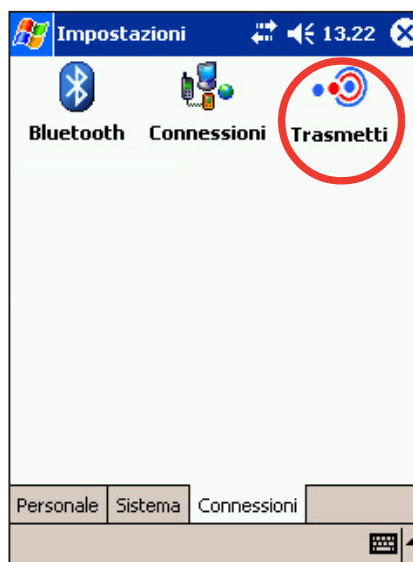 Impostazioni 13.22
Bluetooth Connessioni Trasmetti
Personale Sistema Connessioni